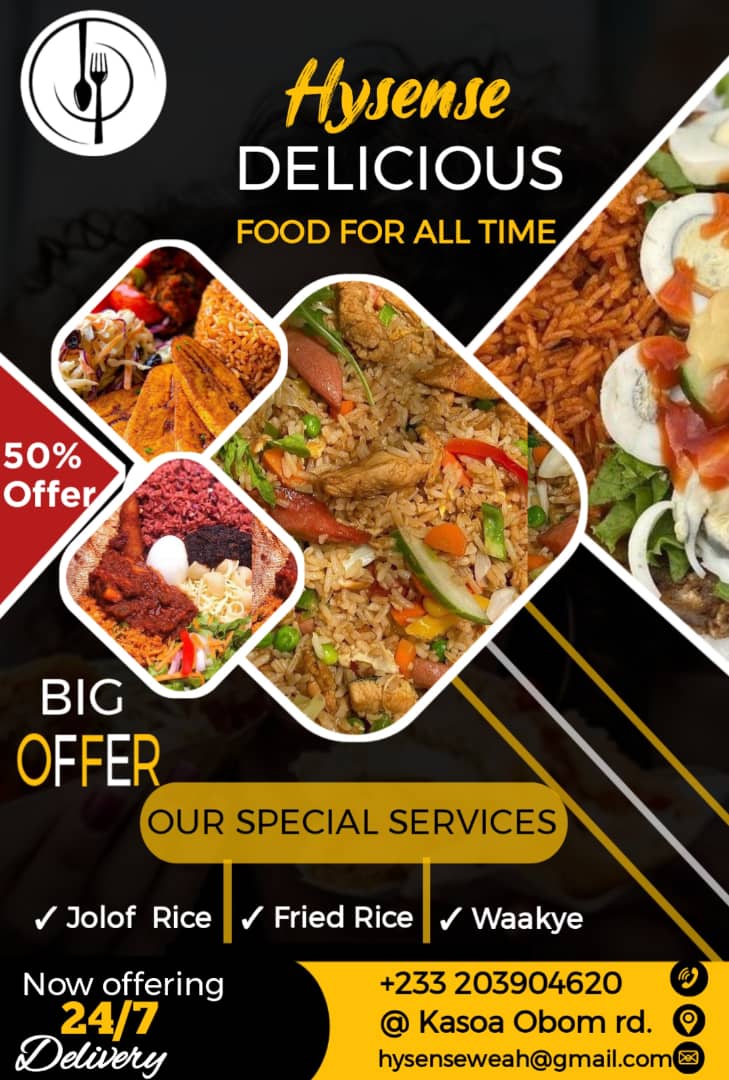 Hysense
DELICIOUS
FOOD FOR ALL TIME
50%
Offer
BIG
OFFER
OUR SPECIAL SERVICES
✓ Jolof Rice
✓ Fried Rice
✓ Waakye
Now offering
24/7
Delivery
+233 203904620
@ Kasoa Obom rd.
hysenseweah@gmail.com